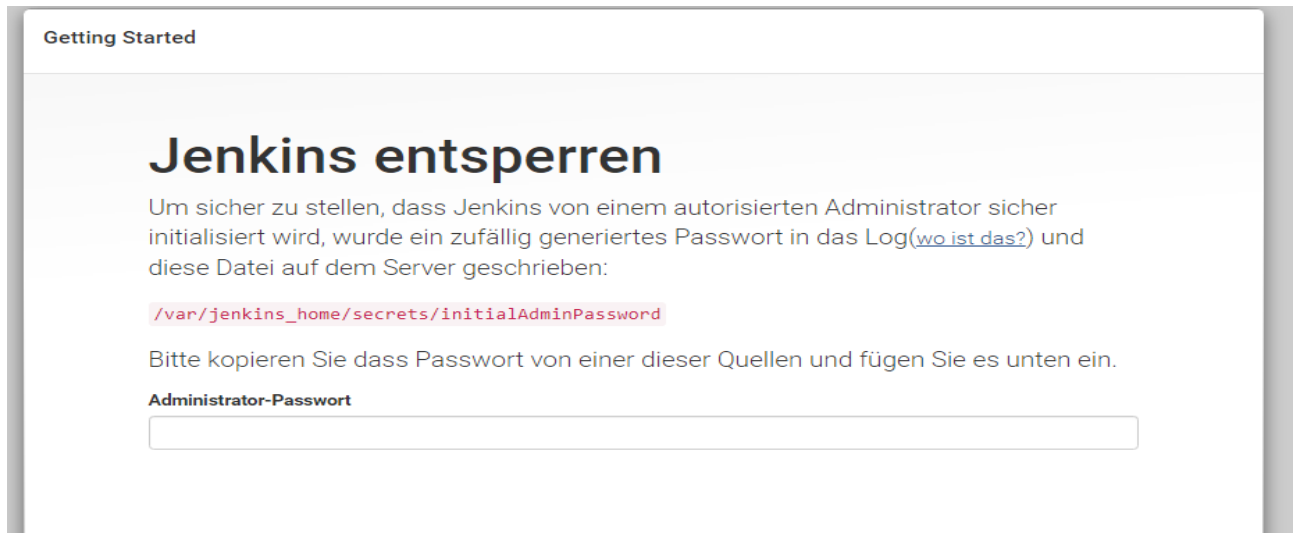 Getting Started
Jenkins entsperren
Um sicher zu stellen, dass Jenkins von einem autorisierten Administrator sicher
initialisiert wird, wurde ein zufällig generiertes Passwort in das Log(wo ist das?) und
diese Datei auf dem Server geschrieben:
/var/jenkins_home/secrets/initialAdminPassword
Bitte kopieren Sie dass Passwort von einer dieser Quellen und fügen Sie es unten ein.
Administrator-Passwort